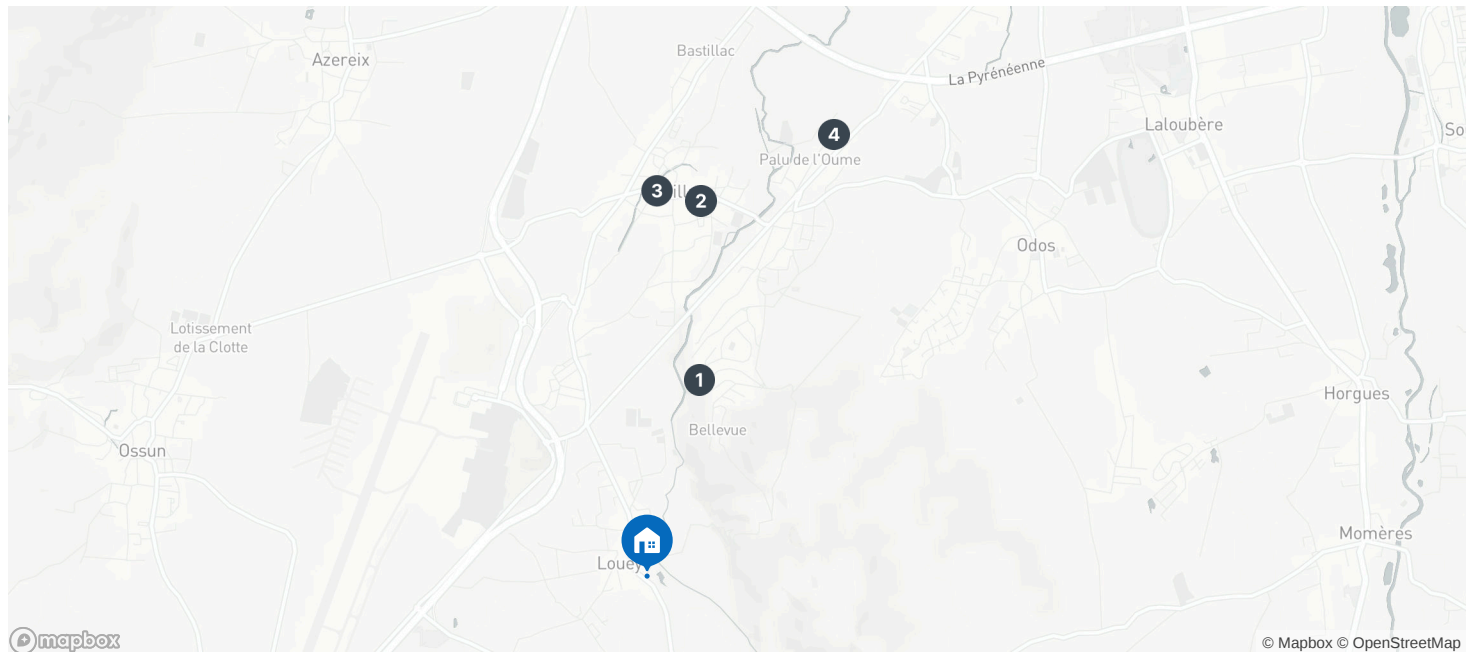 Azereix
Bastillac
La Pyrénéenne
Laloubère
4
Palu de l'Oume
3
2
Odos
Lotissement
de la Clotte
1
Horgues
Bellevue
Ossun
Momères
Louey
mapbox
© Mapbox © OpenStreetMap